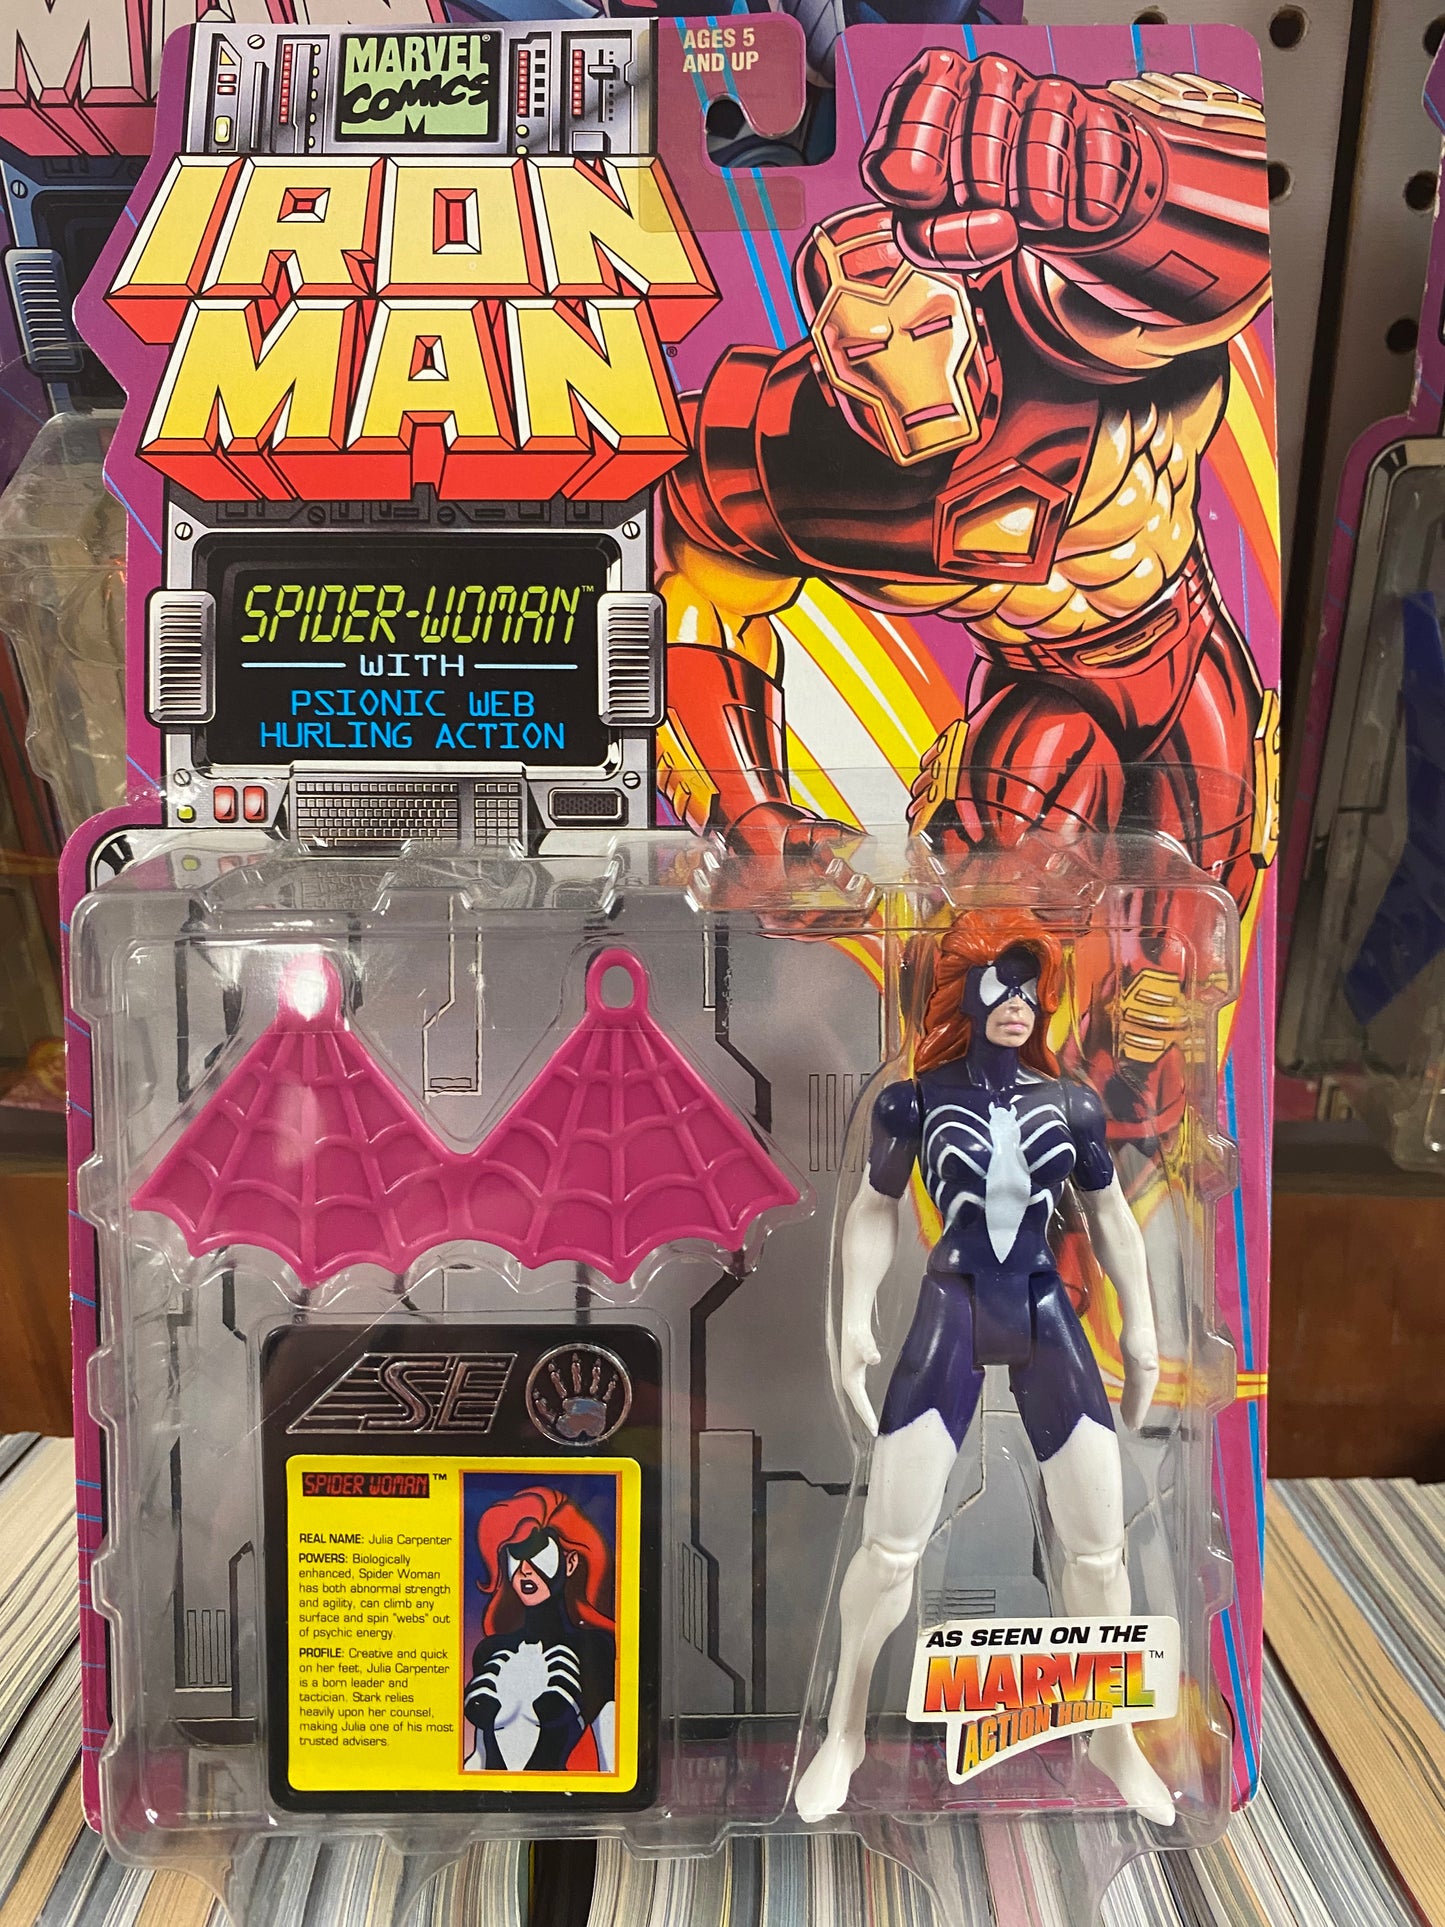 MAN
MARVEL®
COMICS
M
AGES 5
AND UP
IRON
MAN®
SPIDER-WOMAN™
WITH
PSIONIC WEB
HURLING ACTION
SE
SPIDER WOMAN™
REAL NAME: Julia Carpenter
POWERS: Biologically
enhanced, Spider Woman
has both abnormal strength
and agility, can climb any
surface and spin "webs" out
of psychic energy.
PROFILE: Creative and quick
on her feet, Julia Carpenter
is a born leader and
tactician. Stark relies
heavily upon her counsel,
making Julia one of his most
trusted advisers.
AS SEEN ON THE
MARVEL™
ACTION HOUR